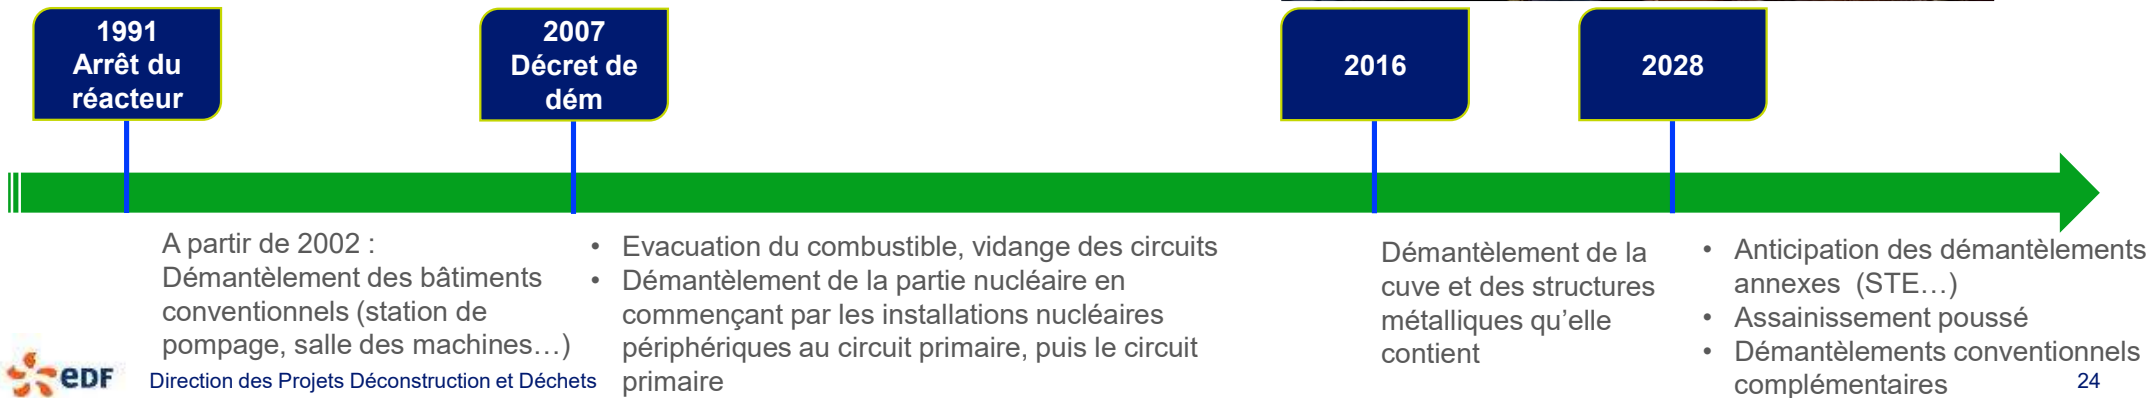 1991
Arrêt du
réacteur
2007
Décret de
dém
2016
2028
A partir de 2002 :
Démantèlement des bâtiments
conventionnels (station de
pompage, salle des machines…)
• Evacuation du combustible, vidange des circuits
• Démantèlement de la partie nucléaire en
commençant par les installations nucléaires
périphériques au circuit primaire, puis le circuit
primaire
Démantèlement de la
cuve et des structures
métalliques qu’elle
contient
• Anticipation des démantèlements
annexes  (STE…)
• Assainissement poussé
• Démantèlements conventionnels
complémentaires
eDF
Direction des Projets Déconstruction et Déchets
24